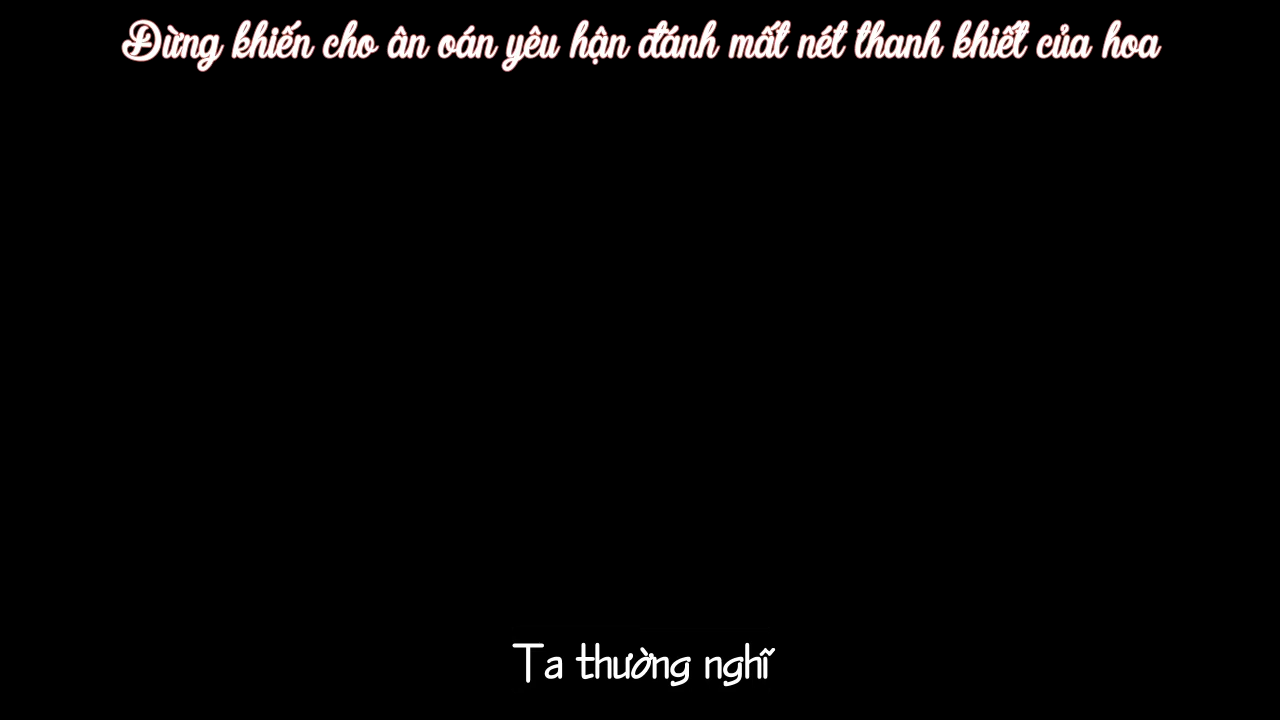 Đừng khiến cho ân oán yêu hận đánh mất nét thanh khiết của hoa
Ta thường nghĩ